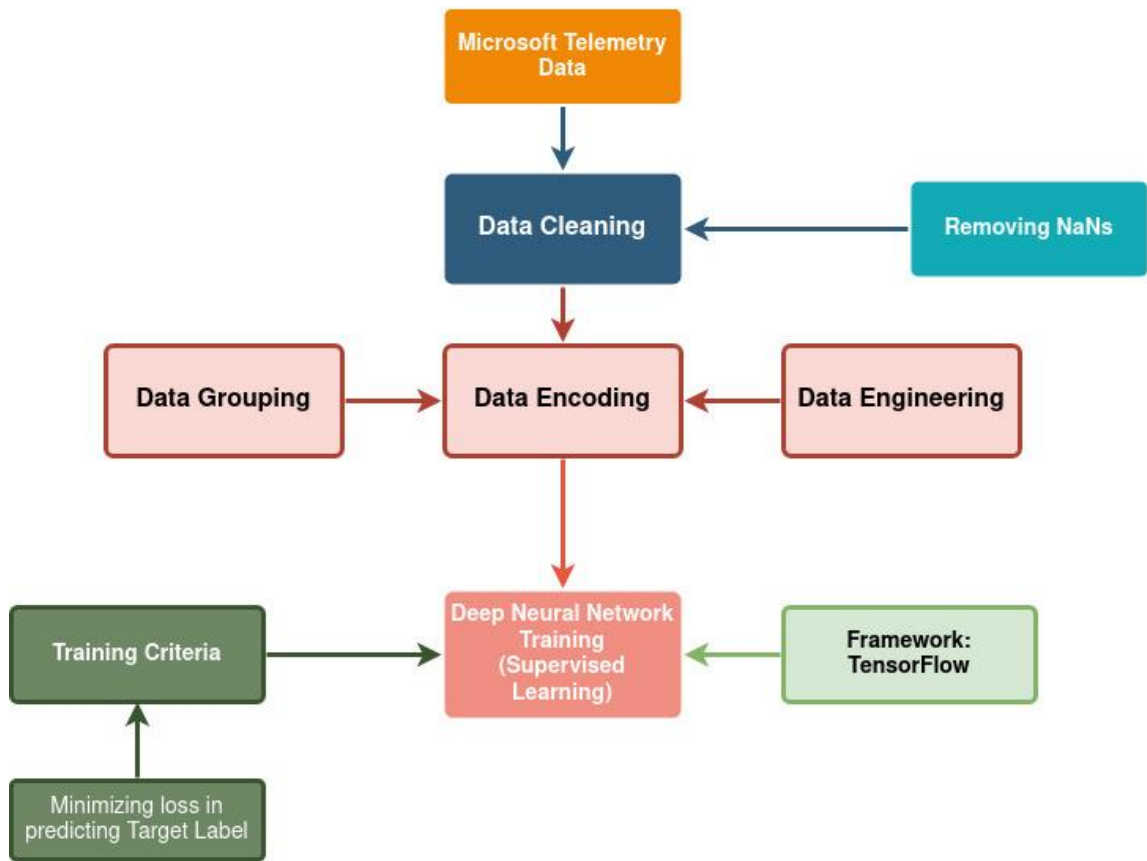 Microsoft Telemetry
Data
Data Cleaning
Removing NaNs
Data Grouping
Data Encoding
Data Engineering
Deep Neural Network
Training
(Supervised
Learning)
Training Criteria
Framework:
TensorFlow
Minimizing loss in
predicting Target Label